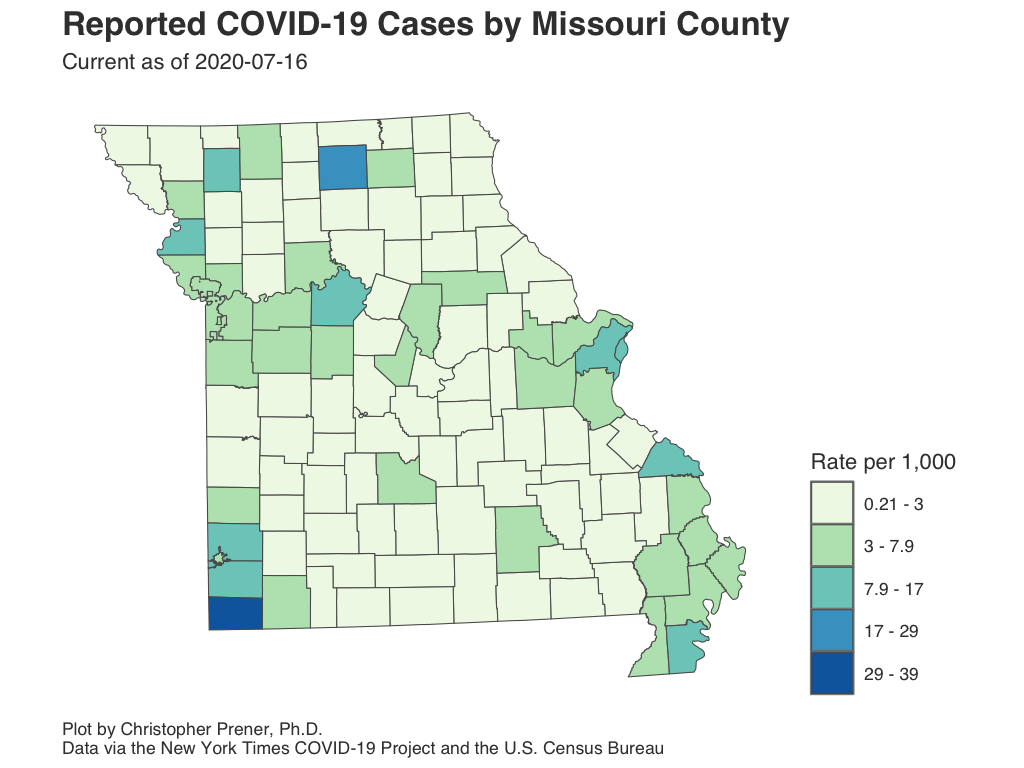 Reported COVID-19 Cases by Missouri County
Current as of 2020-07-16
Rate per 1,000
0.21 - 3
3 - 7.9
7.9 - 17
17 - 29
29 - 39
Plot by Christopher Prener, Ph.D.
Data via the New York Times COVID-19 Project and the U.S. Census Bureau